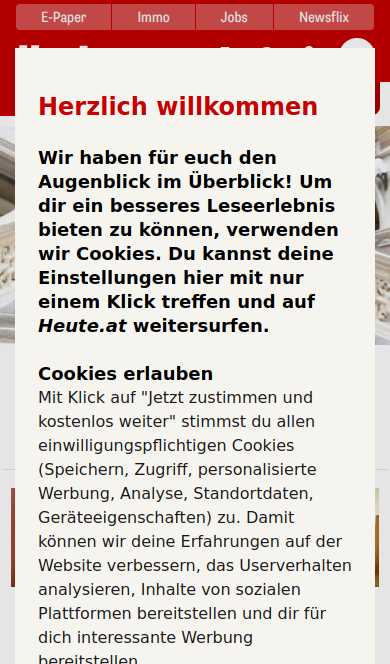 E-Paper Immo Jobs Newsflix
Herzlich willkommen
Wir haben für euch den
Augenblick im Überblick! Um
dir ein besseres Leseerlebnis
bieten zu können, verwenden
wir Cookies. Du kannst deine
Einstellungen hier mit nur
einem Klick treffen und auf
Heute.at weitersurfen.
Cookies erlauben
Mit Klick auf "Jetzt zustimmen und
kostenlos weiter" stimmst du allen
einwilligungspflichtigen Cookies
(Speichern, Zugriff, personalisierte
Werbung, Analyse, Standortdaten,
Geräteeigenschaften) zu. Damit
können wir deine Erfahrungen auf der
Website verbessern, das Userverhalten
analysieren, Inhalte von sozialen
Plattformen bereitstellen und dir für
dich interessante Werbung
bereitstellen